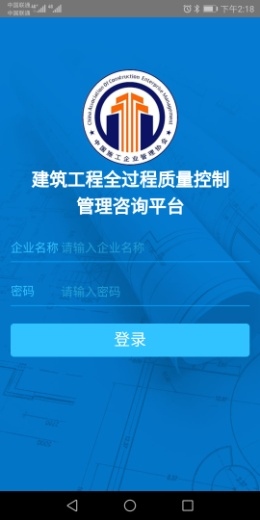 中国联通
中国联通
下午2:18
China Association Of Construction Enterprise Management
中国施工企业管理协会
建筑工程全过程质量控制
管理咨询平台
企业名称 请输入企业名称
密码 请输入密码
登录